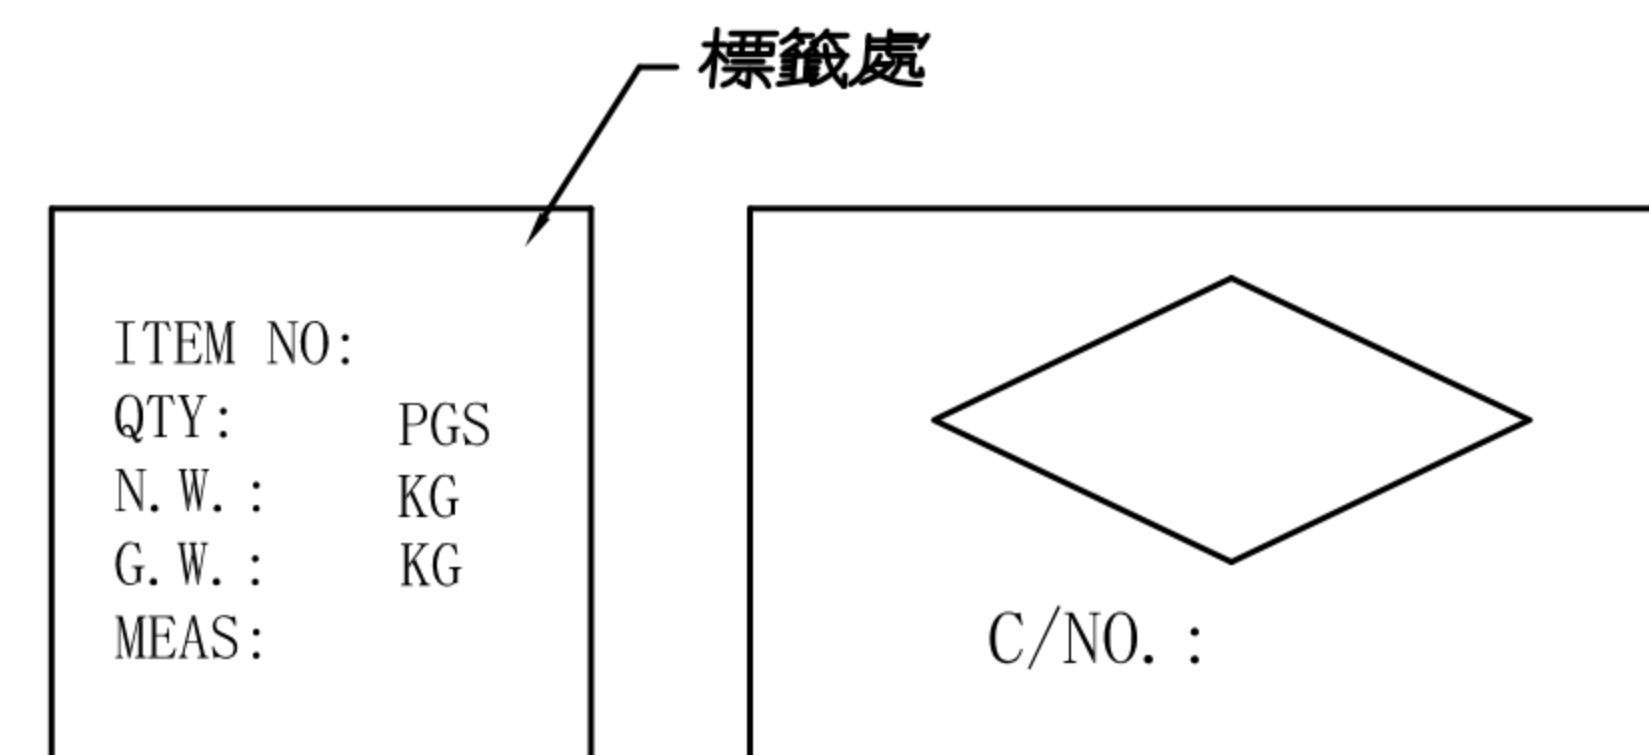 標籤處
ITEM NO:
QTY: PGS
N.W.: KG
G.W.: KG
MEAS:
C/NO.: